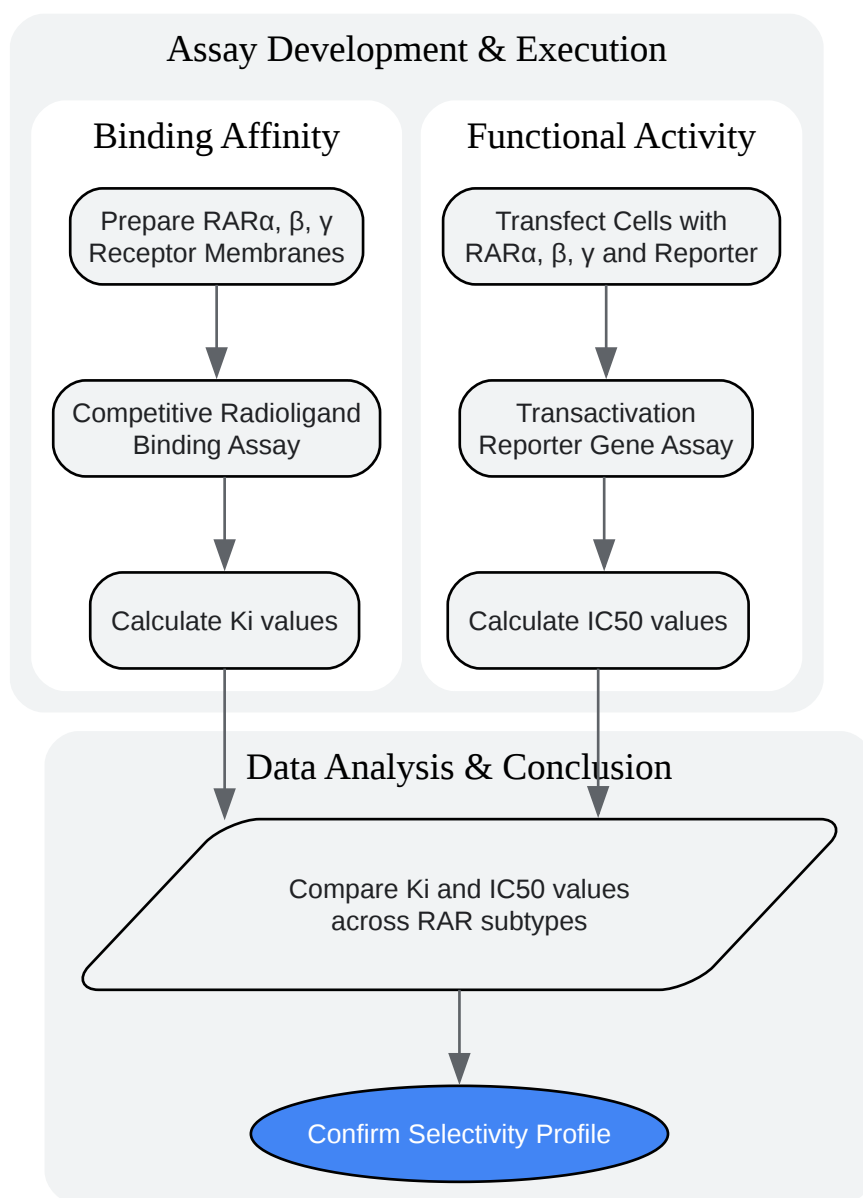 Assay Development & Execution
Binding Affinity
Prepare RARα, β, γ
Receptor Membranes
Competitive Radioligand
Binding Assay
Calculate Ki values
Functional Activity
Transfect Cells with
RARα, β, γ and Reporter
Transactivation
Reporter Gene Assay
Calculate IC50 values
Data Analysis & Conclusion
Compare Ki and IC50 values
across RAR subtypes
Confirm Selectivity Profile